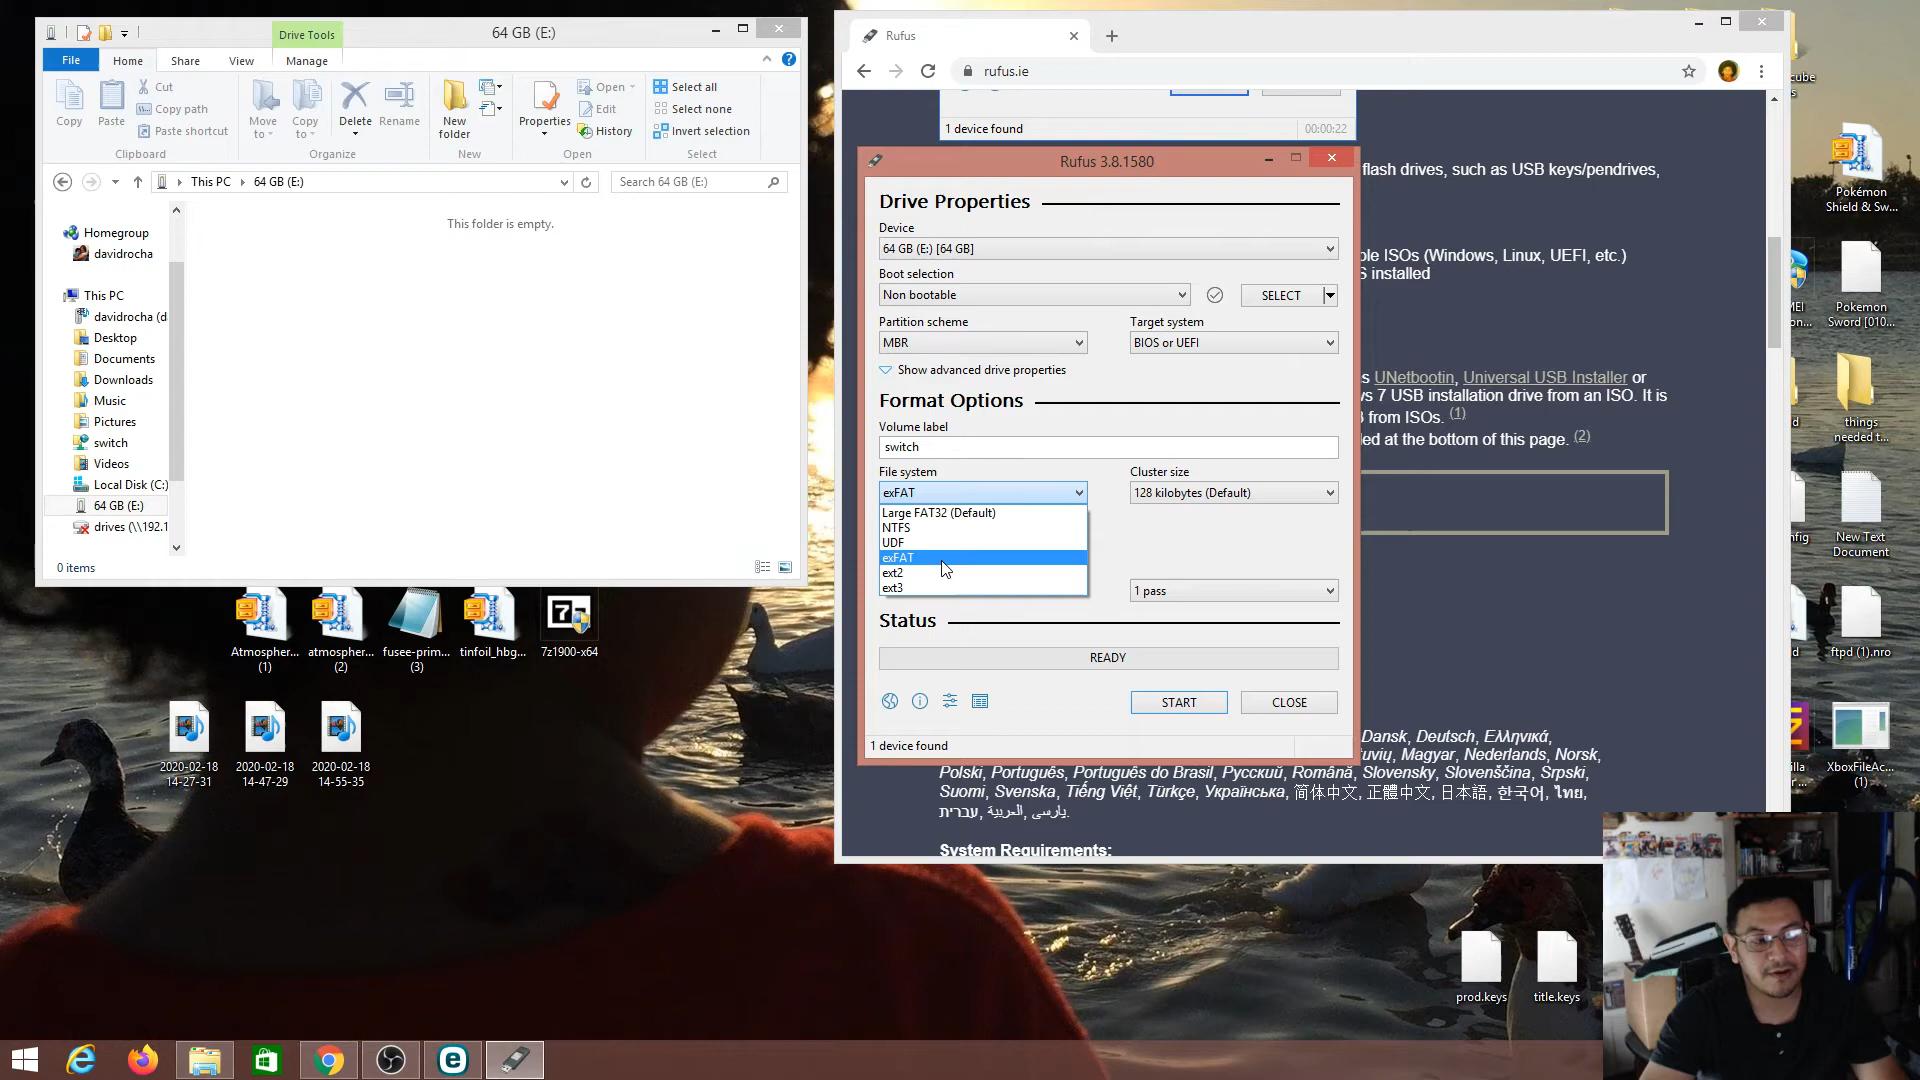 Drive Tools
64 GB (E:)
File
Home
Share
View
Manage
Copy
Paste
Cut
Copy path
Paste shortcut
Clipboard
Move to
Copy to
Delete
Rename
Organize
New folder
New
Properties
Open
Edit
History
Open
Select all
Select none
Invert selection
Select
This PC
64 GB (E:)
Search 64 GB (E:)
This folder is empty.
Homegroup
davidrocha
This PC
davidrocha (d
Desktop
Documents
Downloads
Music
Pictures
switch
Videos
Local Disk (C:)
64 GB (E:)
drives (\\192.1
0 items
Atmospher... (1)
atmospher... (2)
fusee-prim... (3)
tinfoil_hbg...
7z1900-x64
2020-02-18 14-27-31
2020-02-18 14-47-29
2020-02-18 14-55-35
Rufus
rufus.ie
1 device found
00:00:22
flash drives, such as USB keys/pendrives,
ble ISOs (Windows, Linux, UEFI, etc.)
S installed
s UNetbootin, Universal USB Installer or
vs 7 USB installation drive from an ISO. It is
B from ISOs. (1)
ed at the bottom of this page. (2)
Rufus 3.8.1580
Drive Properties
Device
64 GB (E:) [64 GB]
Boot selection
Non bootable
SELECT
Partition scheme
MBR
Target system
BIOS or UEFI
Show advanced drive properties
Format Options
Volume label
switch
File system
exFAT
Cluster size
128 kilobytes (Default)
Large FAT32 (Default)
NTFS
UDF
exFAT
ext2
ext3
1 pass
Status
READY
START
CLOSE
1 device found
Dansk, Deutsch, Ελληνικά,
tuvių, Magyar, Nederlands, Norsk,
Polski, Português, Português do Brasil, Русский, Română, Slovensky, Slovenščina, Srpski,
Suomi, Svenska, Tiếng Việt, Türkçe, Українська, 简体中文, 正體中文, 日本語, 한국어, ไทย,
עברית, العربية, پارسی.
System Requirements:
Pokémon Shield & Sw...
Pokemon Sword [010...
things needed t...
New Text Document
ftpd (1).nro
XboxFileAc... (1)
prod.keys
title.keys